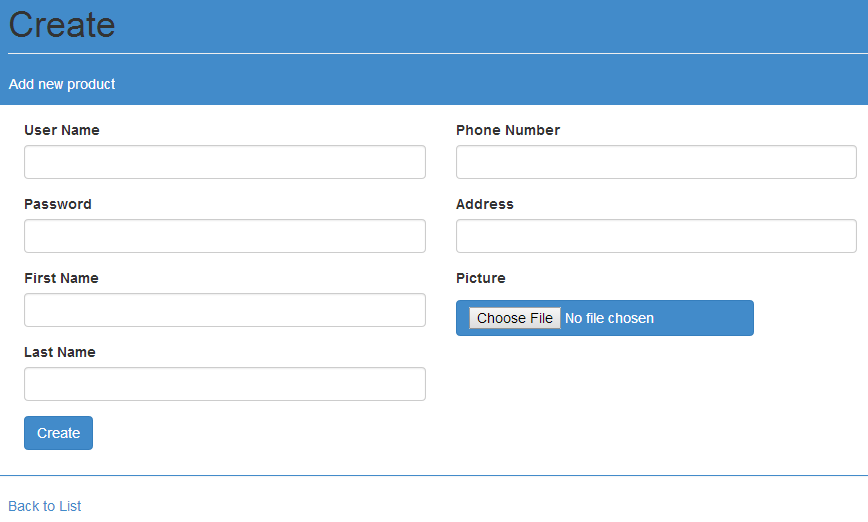 Create
Add new product
User Name
Password
First Name
Last Name
Create
Phone Number
Address
Picture
Choose File No file chosen
Back to List